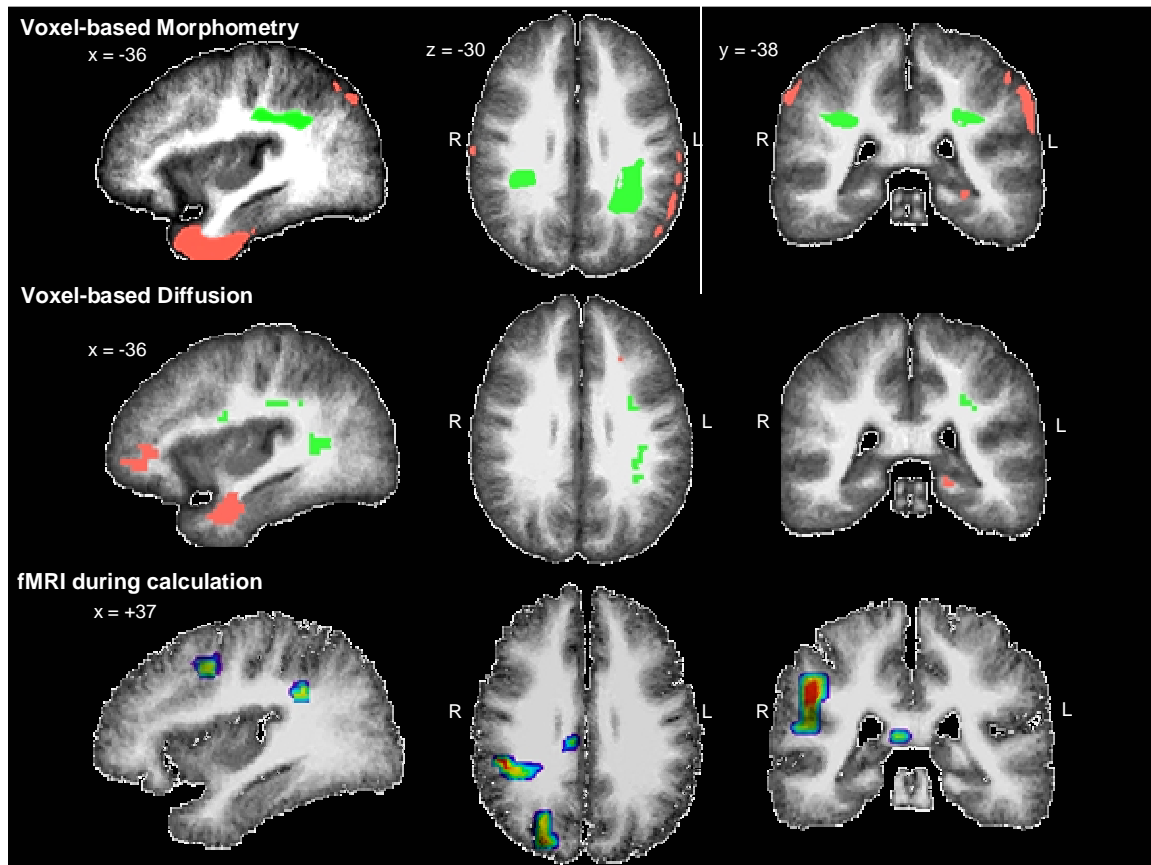 Voxel-based Morphometry
x = -36
z = -30
y = -38
R
L
R
L
Voxel-based Diffusion
x = -36
R
L
R
L
fMRI during calculation
x = +37
R
L
R
L